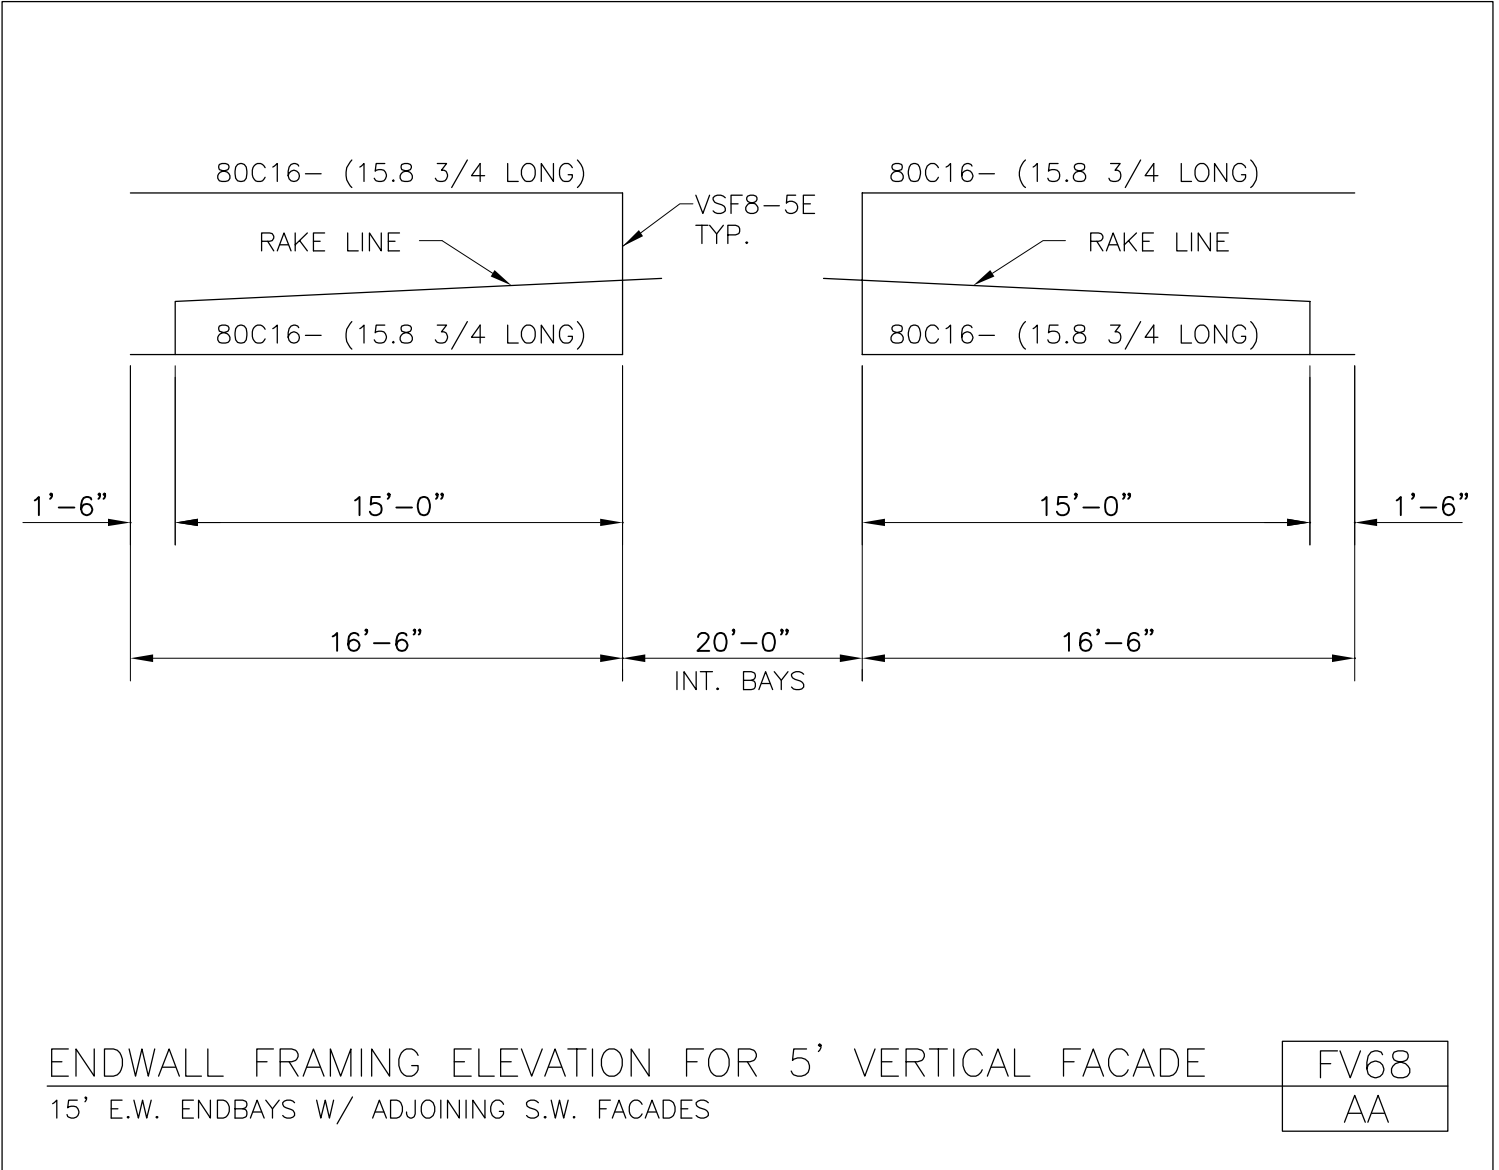 80C16- (15.8 3/4 LONG)
80C16- (15.8 3/4 LONG)
VSF8-5E
TYP.
RAKE LINE
RAKE LINE
80C16- (15.8 3/4 LONG)
80C16- (15.8 3/4 LONG)
1'-6"
15'-0"
15'-0"
1'-6"
16'-6"
20'-0"
16'-6"
INT. BAYS
ENDWALL FRAMING ELEVATION FOR 5' VERTICAL FACADE
FV68
15' E.W. ENDBAYS W/ ADJOINING S.W. FACADES
AA